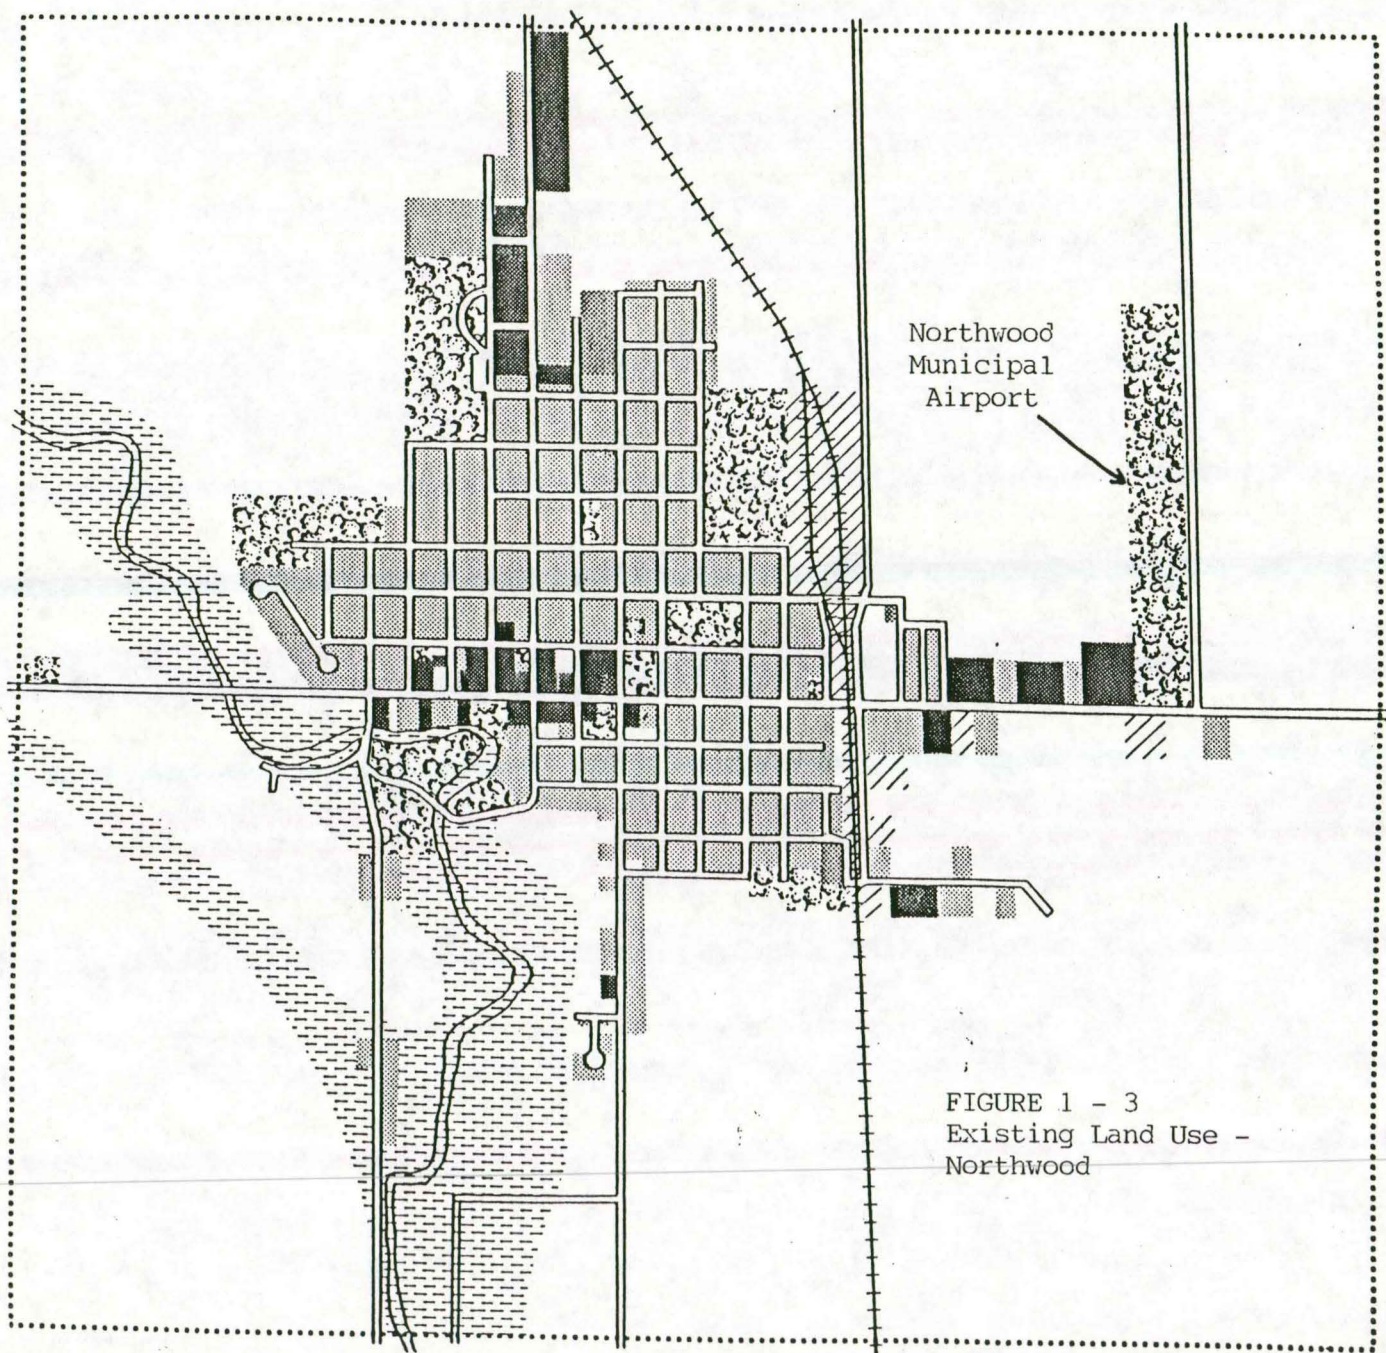 Northwood
Municipal
Airport
FIGURE 1 - 3
Existing Land Use -
Northwood